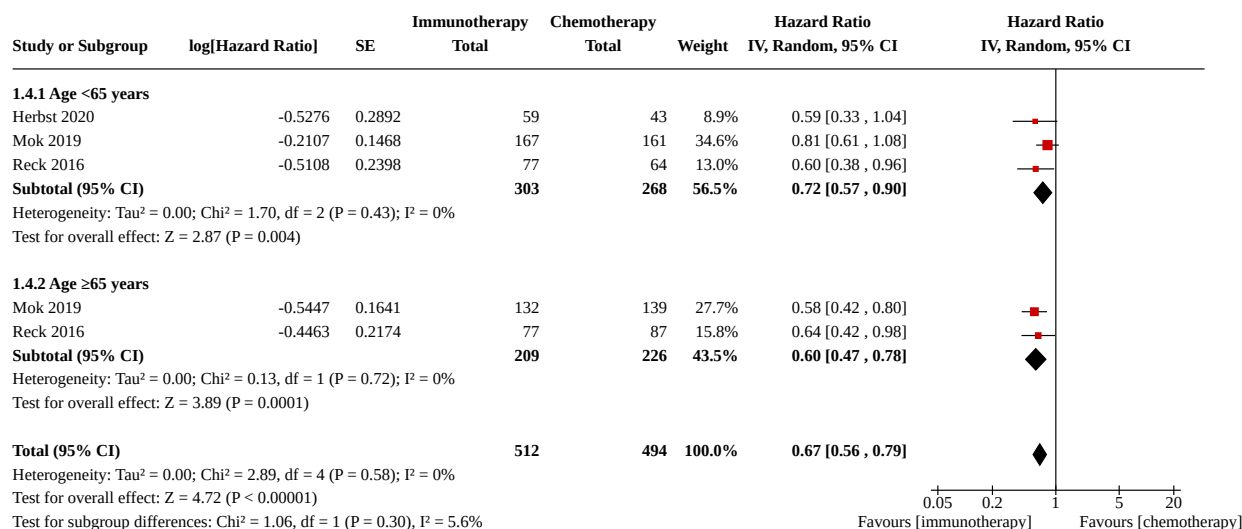 Immunotherapy Chemotherapy Hazard Ratio Hazard Ratio
Study or Subgroup log[Hazard Ratio] SE Total Total Weight IV, Random, 95% CI IV, Random, 95% CI
1.4.1 Age <65 years
Herbst 2020 -0.5276 0.2892 59 43 8.9% 0.59 [0.33 , 1.04]
Mok 2019 -0.2107 0.1468 167 161 34.6% 0.81 [0.61 , 1.08]
Reck 2016 -0.5108 0.2398 77 64 13.0% 0.60 [0.38 , 0.96]
Subtotal (95% CI) 303 268 56.5% 0.72 [0.57 , 0.90]
Heterogeneity: Tau² = 0.00; Chi² = 1.70, df = 2 (P = 0.43); I² = 0%
Test for overall effect: Z = 2.87 (P = 0.004)
1.4.2 Age ≥65 years
Mok 2019 -0.5447 0.1641 132 139 27.7% 0.58 [0.42 , 0.80]
Reck 2016 -0.4463 0.2174 77 87 15.8% 0.64 [0.42 , 0.98]
Subtotal (95% CI) 209 226 43.5% 0.60 [0.47 , 0.78]
Heterogeneity: Tau² = 0.00; Chi² = 0.13, df = 1 (P = 0.72); I² = 0%
Test for overall effect: Z = 3.89 (P = 0.0001)
Total (95% CI) 512 494 100.0% 0.67 [0.56 , 0.79]
Heterogeneity: Tau² = 0.00; Chi² = 2.89, df = 4 (P = 0.58); I² = 0%
Test for overall effect: Z = 4.72 (P < 0.00001)
0.05 0.2 1 5 20
Test for subgroup differences: Chi² = 1.06, df = 1 (P = 0.30), I² = 5.6%
Favours [immunotherapy] Favours [chemotherapy]